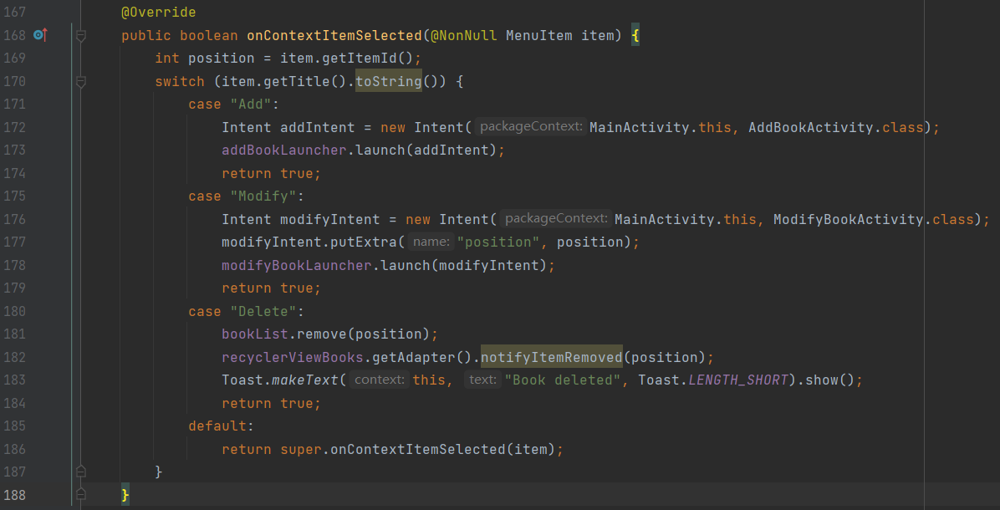 167 @Override
168 public boolean onContextItemSelected(@NonNull MenuItem item) {
169 int position = item.getItemId();
170 switch (item.getTitle().toString()) {
171 case "Add":
172 Intent addIntent = new Intent( packageContext: MainActivity.this, AddBookActivity.class);
173 addBookLauncher.launch(addIntent);
174 return true;
175 case "Modify":
176 Intent modifyIntent = new Intent( packageContext: MainActivity.this, ModifyBookActivity.class);
177 modifyIntent.putExtra( name: "position", position);
178 modifyBookLauncher.launch(modifyIntent);
179 return true;
180 case "Delete":
181 bookList.remove(position);
182 recyclerViewBooks.getAdapter().notifyItemRemoved(position);
183 Toast.makeText( context: this, text: "Book deleted", Toast.LENGTH_SHORT).show();
184 return true;
185 default:
186 return super.onContextItemSelected(item);
187 }
188 }